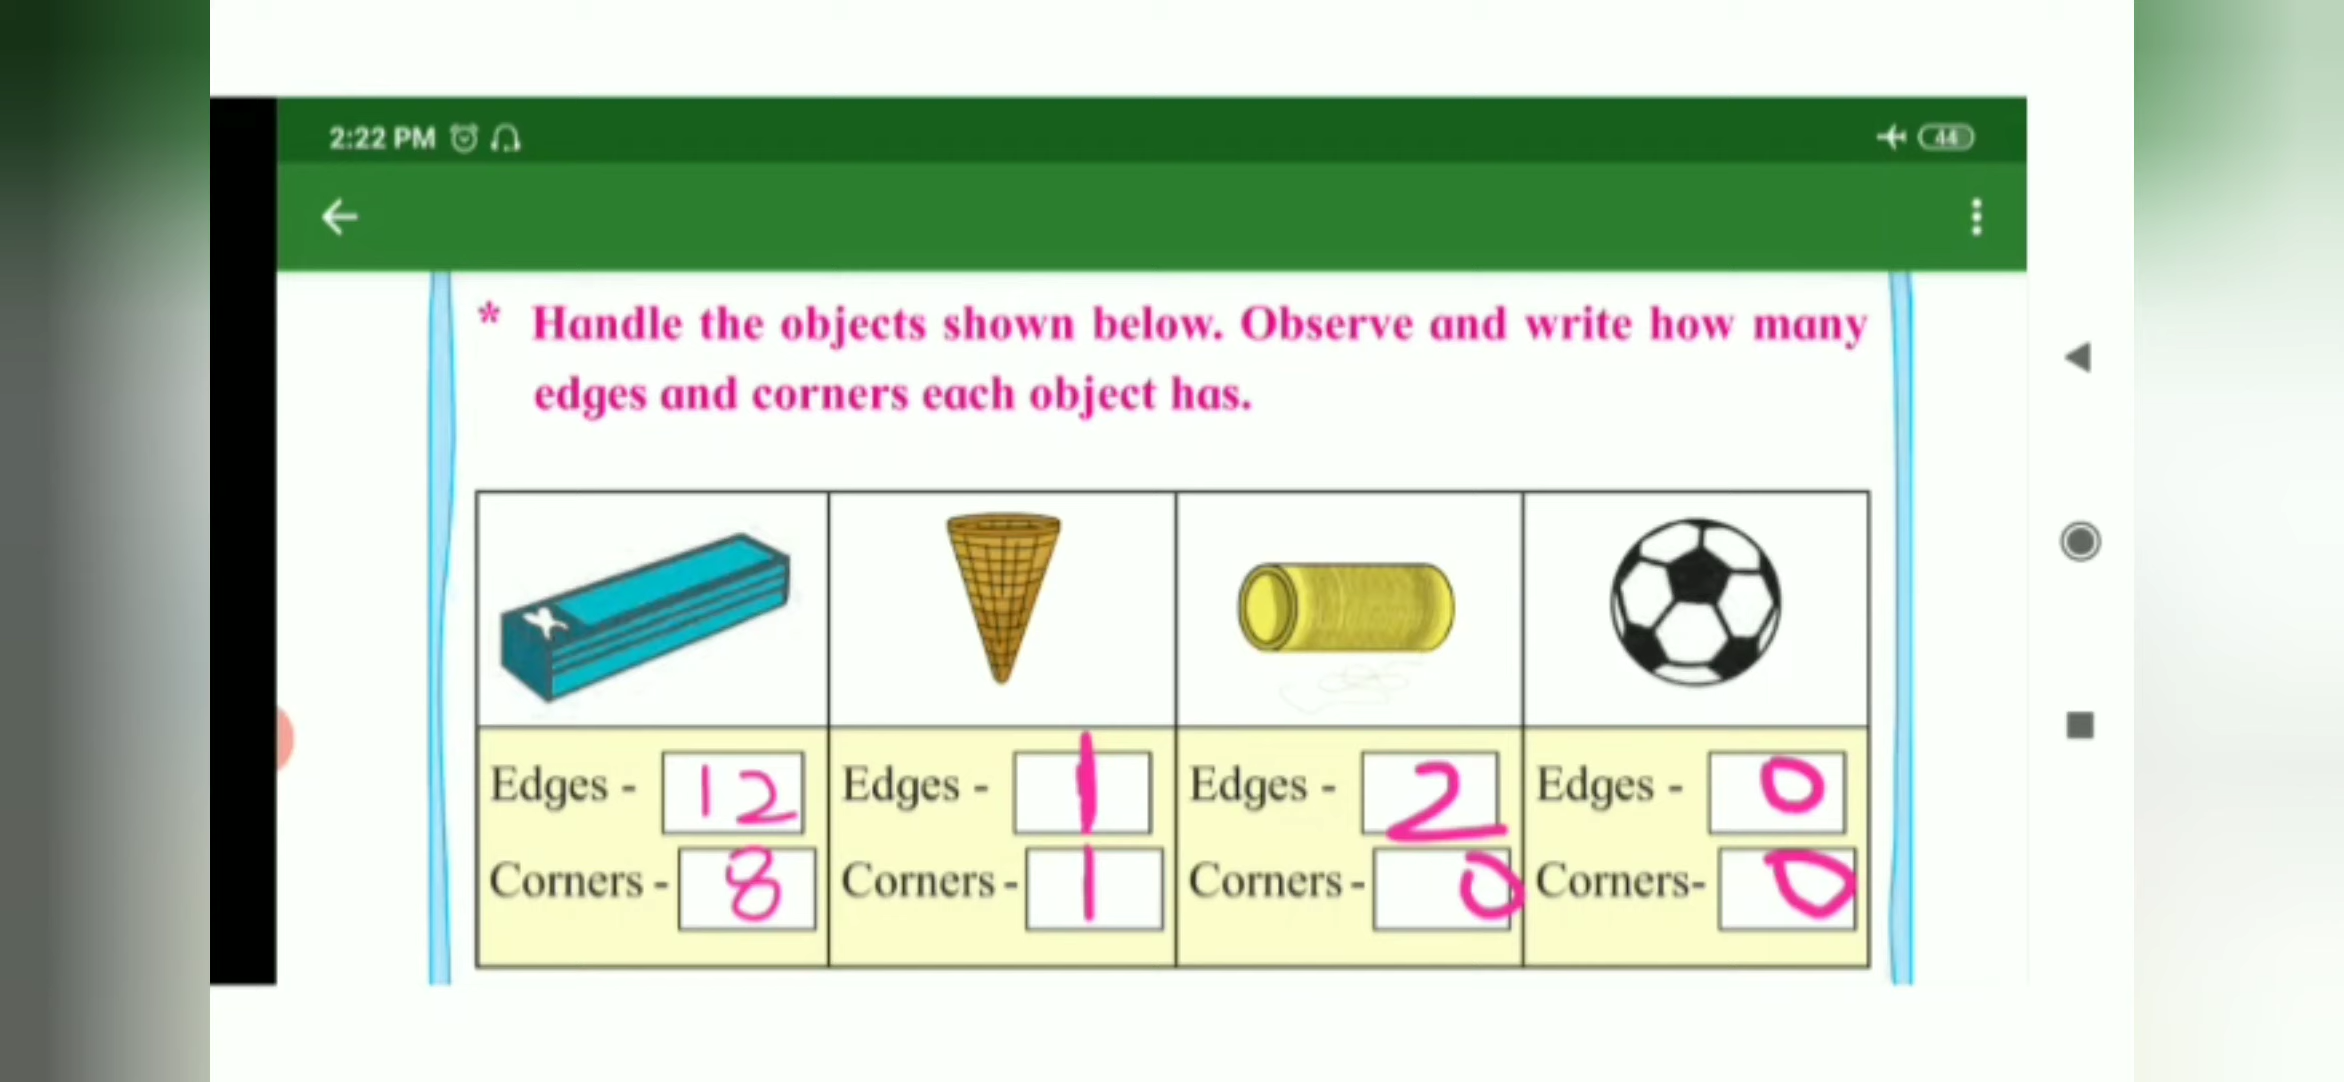 2:22 PM
44
* Handle the objects shown below. Observe and write how many
edges and corners each object has.
Edges - 12 Edges - 1 Edges - 2 Edges - 0
Corners - 8 Corners - 1 Corners - 0 Corners- 0